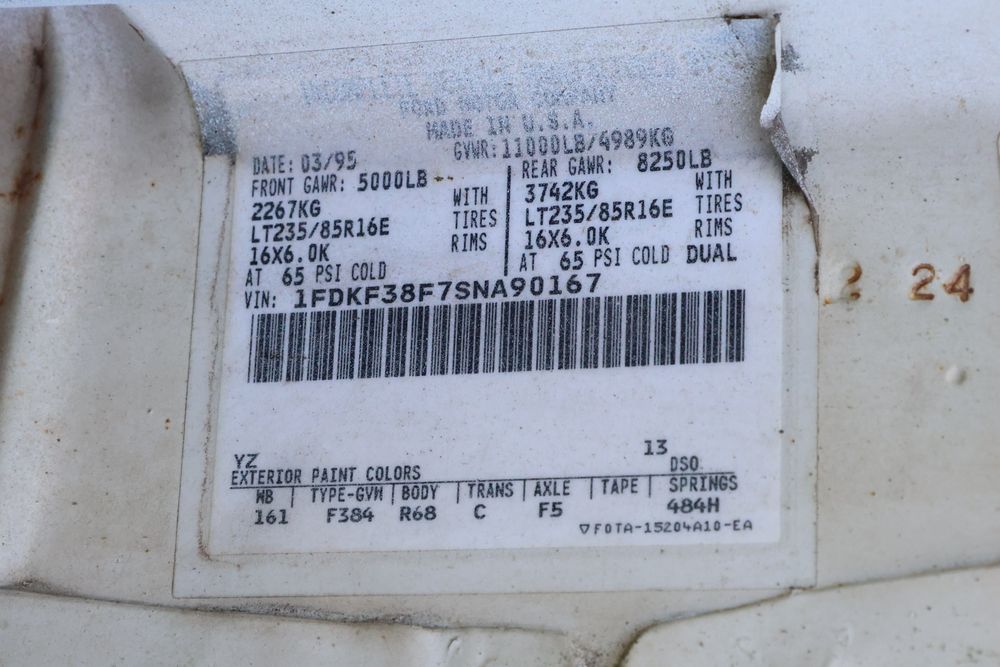 FORD MOTOR COMPANY
MADE IN U.S.A.
GVWR: 11000LB/4989KG
DATE: 03/95
FRONT GAWR: 5000LB
2267KG WITH
LT235/85R16E TIRES
16X6.0K RIMS
AT 65 PSI COLD
REAR GAWR: 8250LB
3742KG WITH
LT235/85R16E TIRES
16X6.0K RIMS
AT 65 PSI COLD DUAL
VIN: 1FDKF38F7SNA90167
YZ 13
EXTERIOR PAINT COLORS DSO
WB | TYPE-GVW | BODY | TRANS | AXLE | TAPE | SPRINGS
161 F384 R68 C F5 484H
▽F0TA-15204A10-EA
24